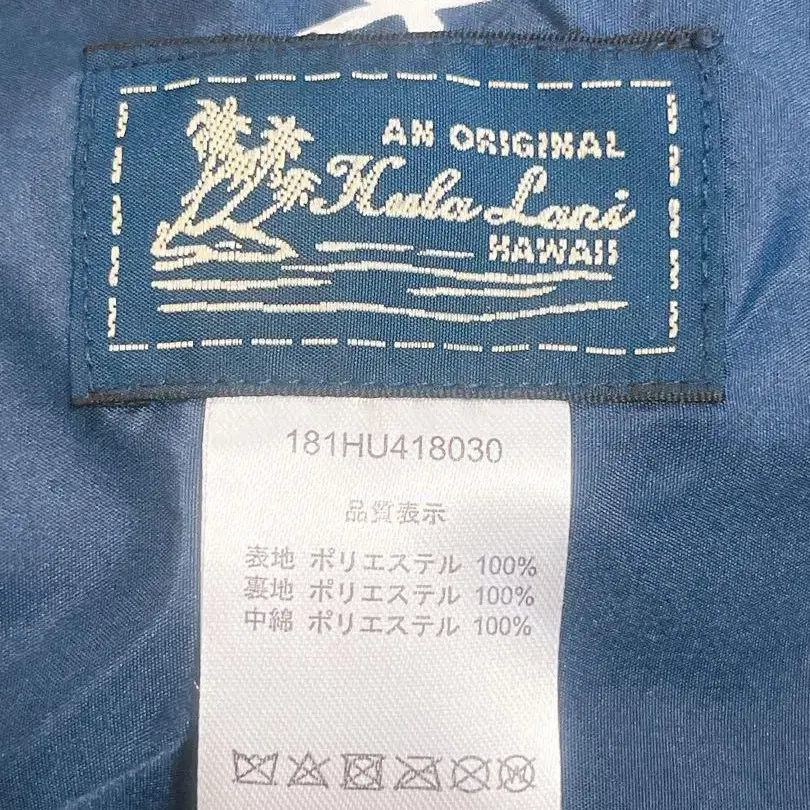 AN ORIGINAL
Hula Lani
HAWAII
181HU418030
品質表示
表地 ポリエステル 100%
裏地 ポリエステル 100%
中綿 ポリエステル 100%